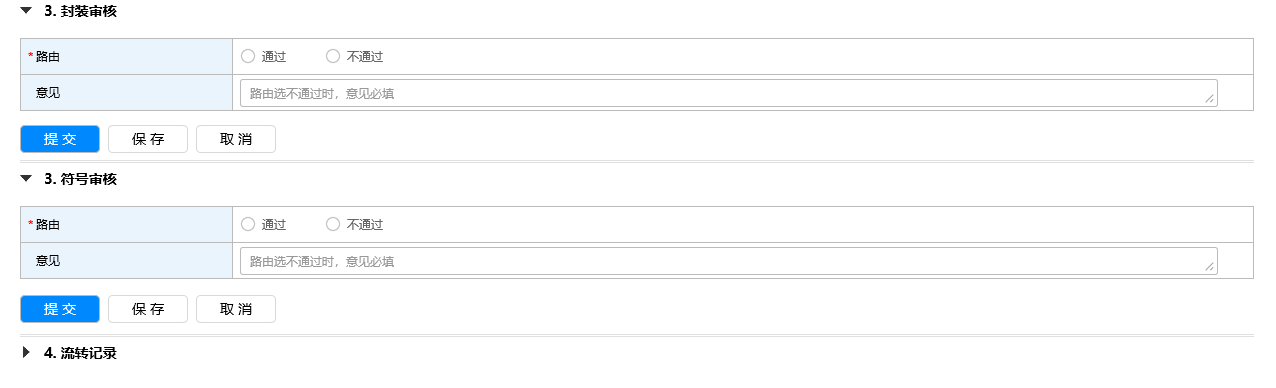 3. 封装审核
*路由 通过 不通过
意见 路由选不通过时，意见必填
提 交 保 存 取 消
3. 符号审核
*路由 通过 不通过
意见 路由选不通过时，意见必填
提 交 保 存 取 消
4. 流转记录